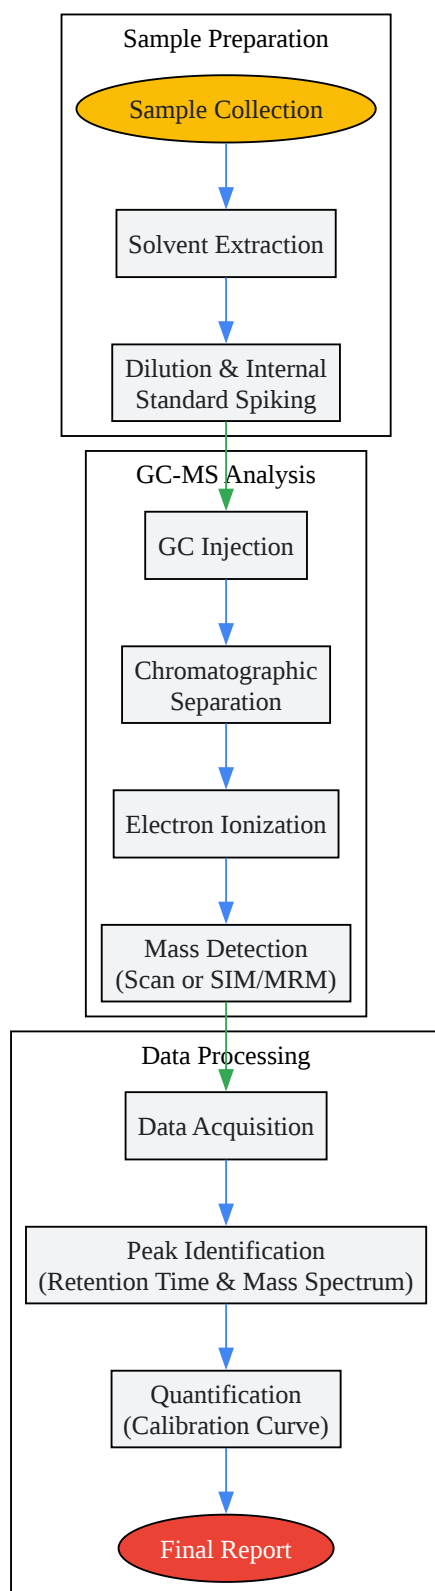 Sample Preparation
Sample Collection
Solvent Extraction
Dilution & Internal
Standard Spiking
GC-MS Analysis
GC Injection
Chromatographic
Separation
Electron Ionization
Mass Detection
(Scan or SIM/MRM)
Data Processing
Data Acquisition
Peak Identification
(Retention Time & Mass Spectrum)
Quantification
(Calibration Curve)
Final Report